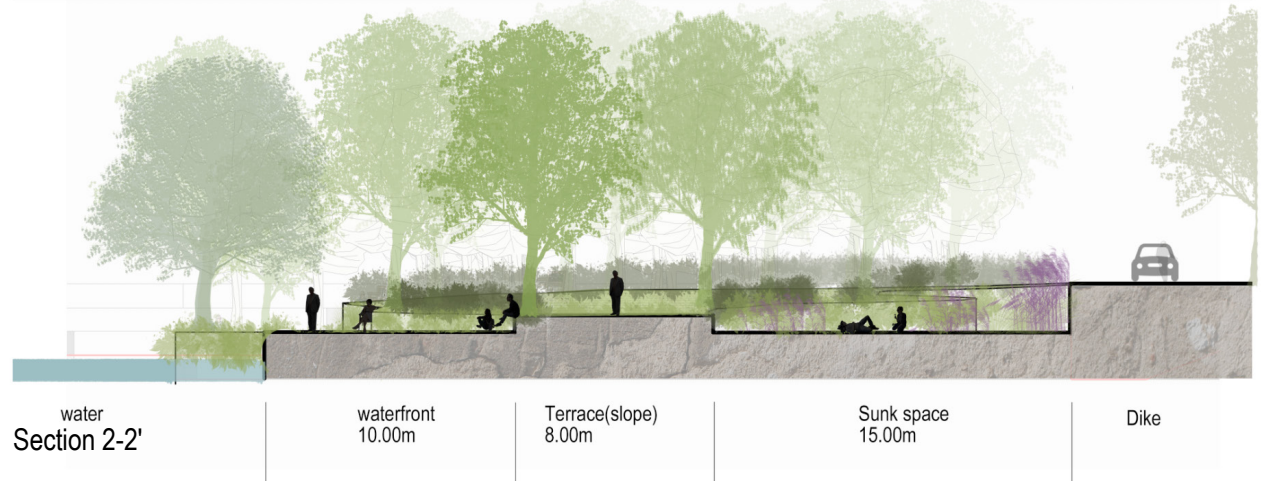 water
Section 2-2'
waterfront
10.00m
Terrace(slope)
8.00m
Sunk space
15.00m
Dike